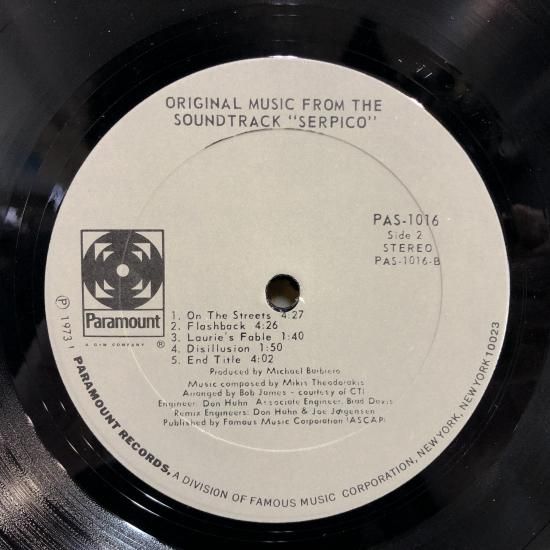 ORIGINAL MUSIC FROM THE
SOUNDTRACK "SERPICO"
PAS-1016
Side 2
STEREO
PAS-1016-B
Paramount
A G+W COMPANY ®
1. On The Streets 4:27
2. Flashback 4:26
3. Laurie's Fable 1:40
4. Disillusion 1:50
5. End Title 4:02
Produced by Michael Barbiero
Music composed by Mikis Theodorakis
Arranged by Bob James - courtesy of CTI
Engineer: Don Hahn Associate Engineer: Brad Davis
Remix Engineers: Don Hahn & Joe Jorgensen
Published by Famous Music Corporation (ASCAP)
Ⓟ 1973 PARAMOUNT RECORDS, A DIVISION OF FAMOUS MUSIC CORPORATION, NEW YORK, NEW YORK 10023